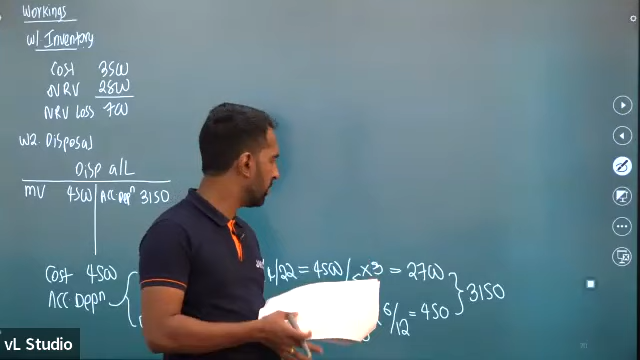 Workings
W1 Inventory
Cost 3500
NRV 2800
NRV Loss 700
W2. Disposal
Disp a/L
MV 4500 Acc Depn 3150
Cost 4500
Acc Depn
/22 = 4500/ x3 = 2700
6/12 = 450
3150
vL Studio